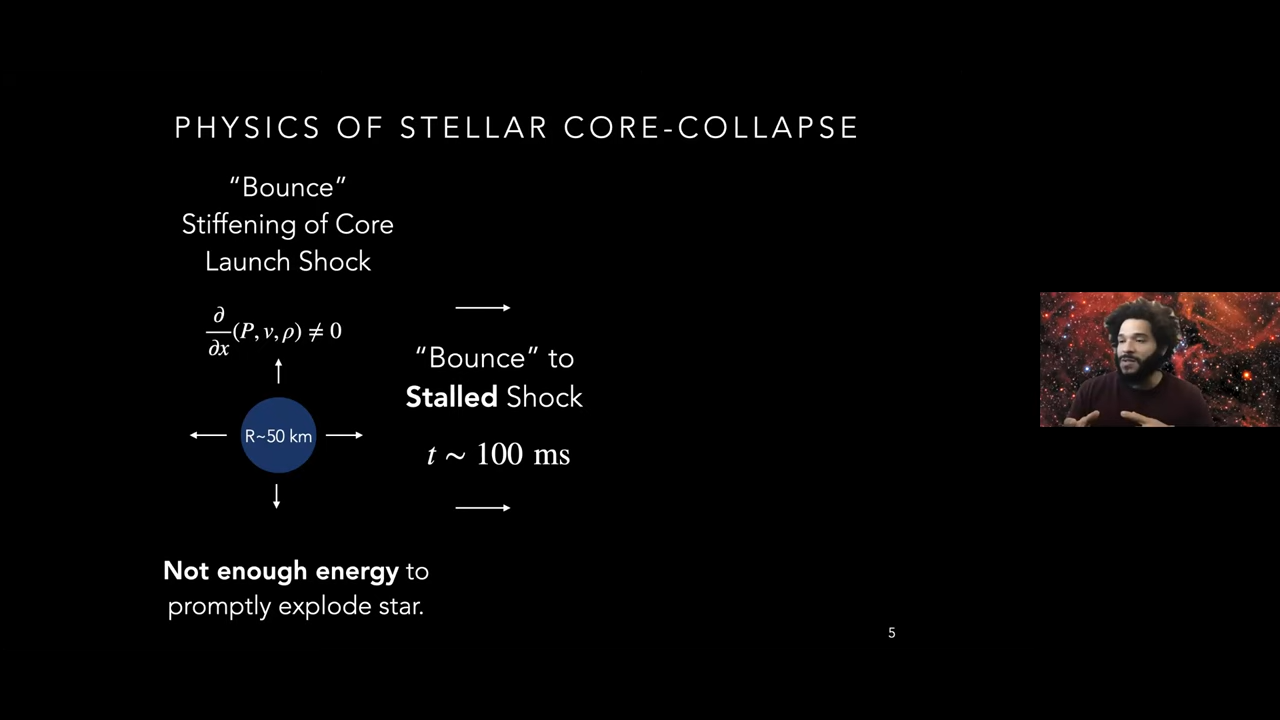 PHYSICS OF STELLAR CORE-COLLAPSE
“Bounce”
Stiffening of Core
Launch Shock
∂/∂x (P, v, ρ) ≠ 0
R~50 km
Not enough energy to
promptly explode star.
“Bounce” to
Stalled Shock
t ∼ 100 ms
5